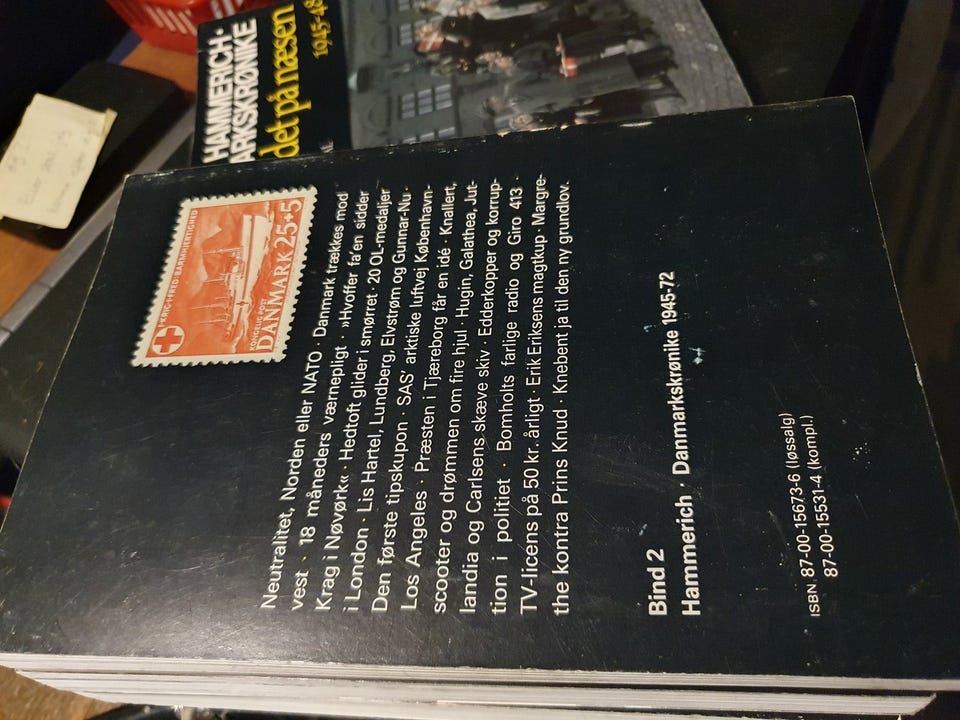 HAMMERICH·
ARSKRØNIKE
det på næsen
1945-48
I·KRIG·I·FRED·BARMHJERTIGHED
KONGELIG POST
DANMARK 25+5
Neutralitet, Norden eller NATO · Danmark trækkes mod
vest · 18 måneders værnepligt · »Hvoffer fa'en sidder
Krag i Nøvørk« · Hedtoft glider i smørret · 20 OL-medaljer
i London · Lis Hartel, Lundberg, Elvstrøm og Gunnar-Nu ·
Den første tipskupon · SAS' arktiske luftvej København-
Los Angeles · Præsten i Tjæreborg får en idé · Knallert,
scooter og drømmen om fire hjul · Hugin, Galathea, Jut-
landia og Carlsens skæve skiv · Edderkopper og korrup-
tion i politiet · Bomholts farlige radio og Giro 413 ·
TV-licens på 50 kr. årligt · Erik Eriksens magtkup · Margre-
the kontra Prins Knud · Knebent ja til den ny grundlov.
Bind 2
Hammerich · Danmarkskrønike 1945-72
ISBN 87-00-15673-6 (løssalg)
87-00-15531-4 (kompl.)